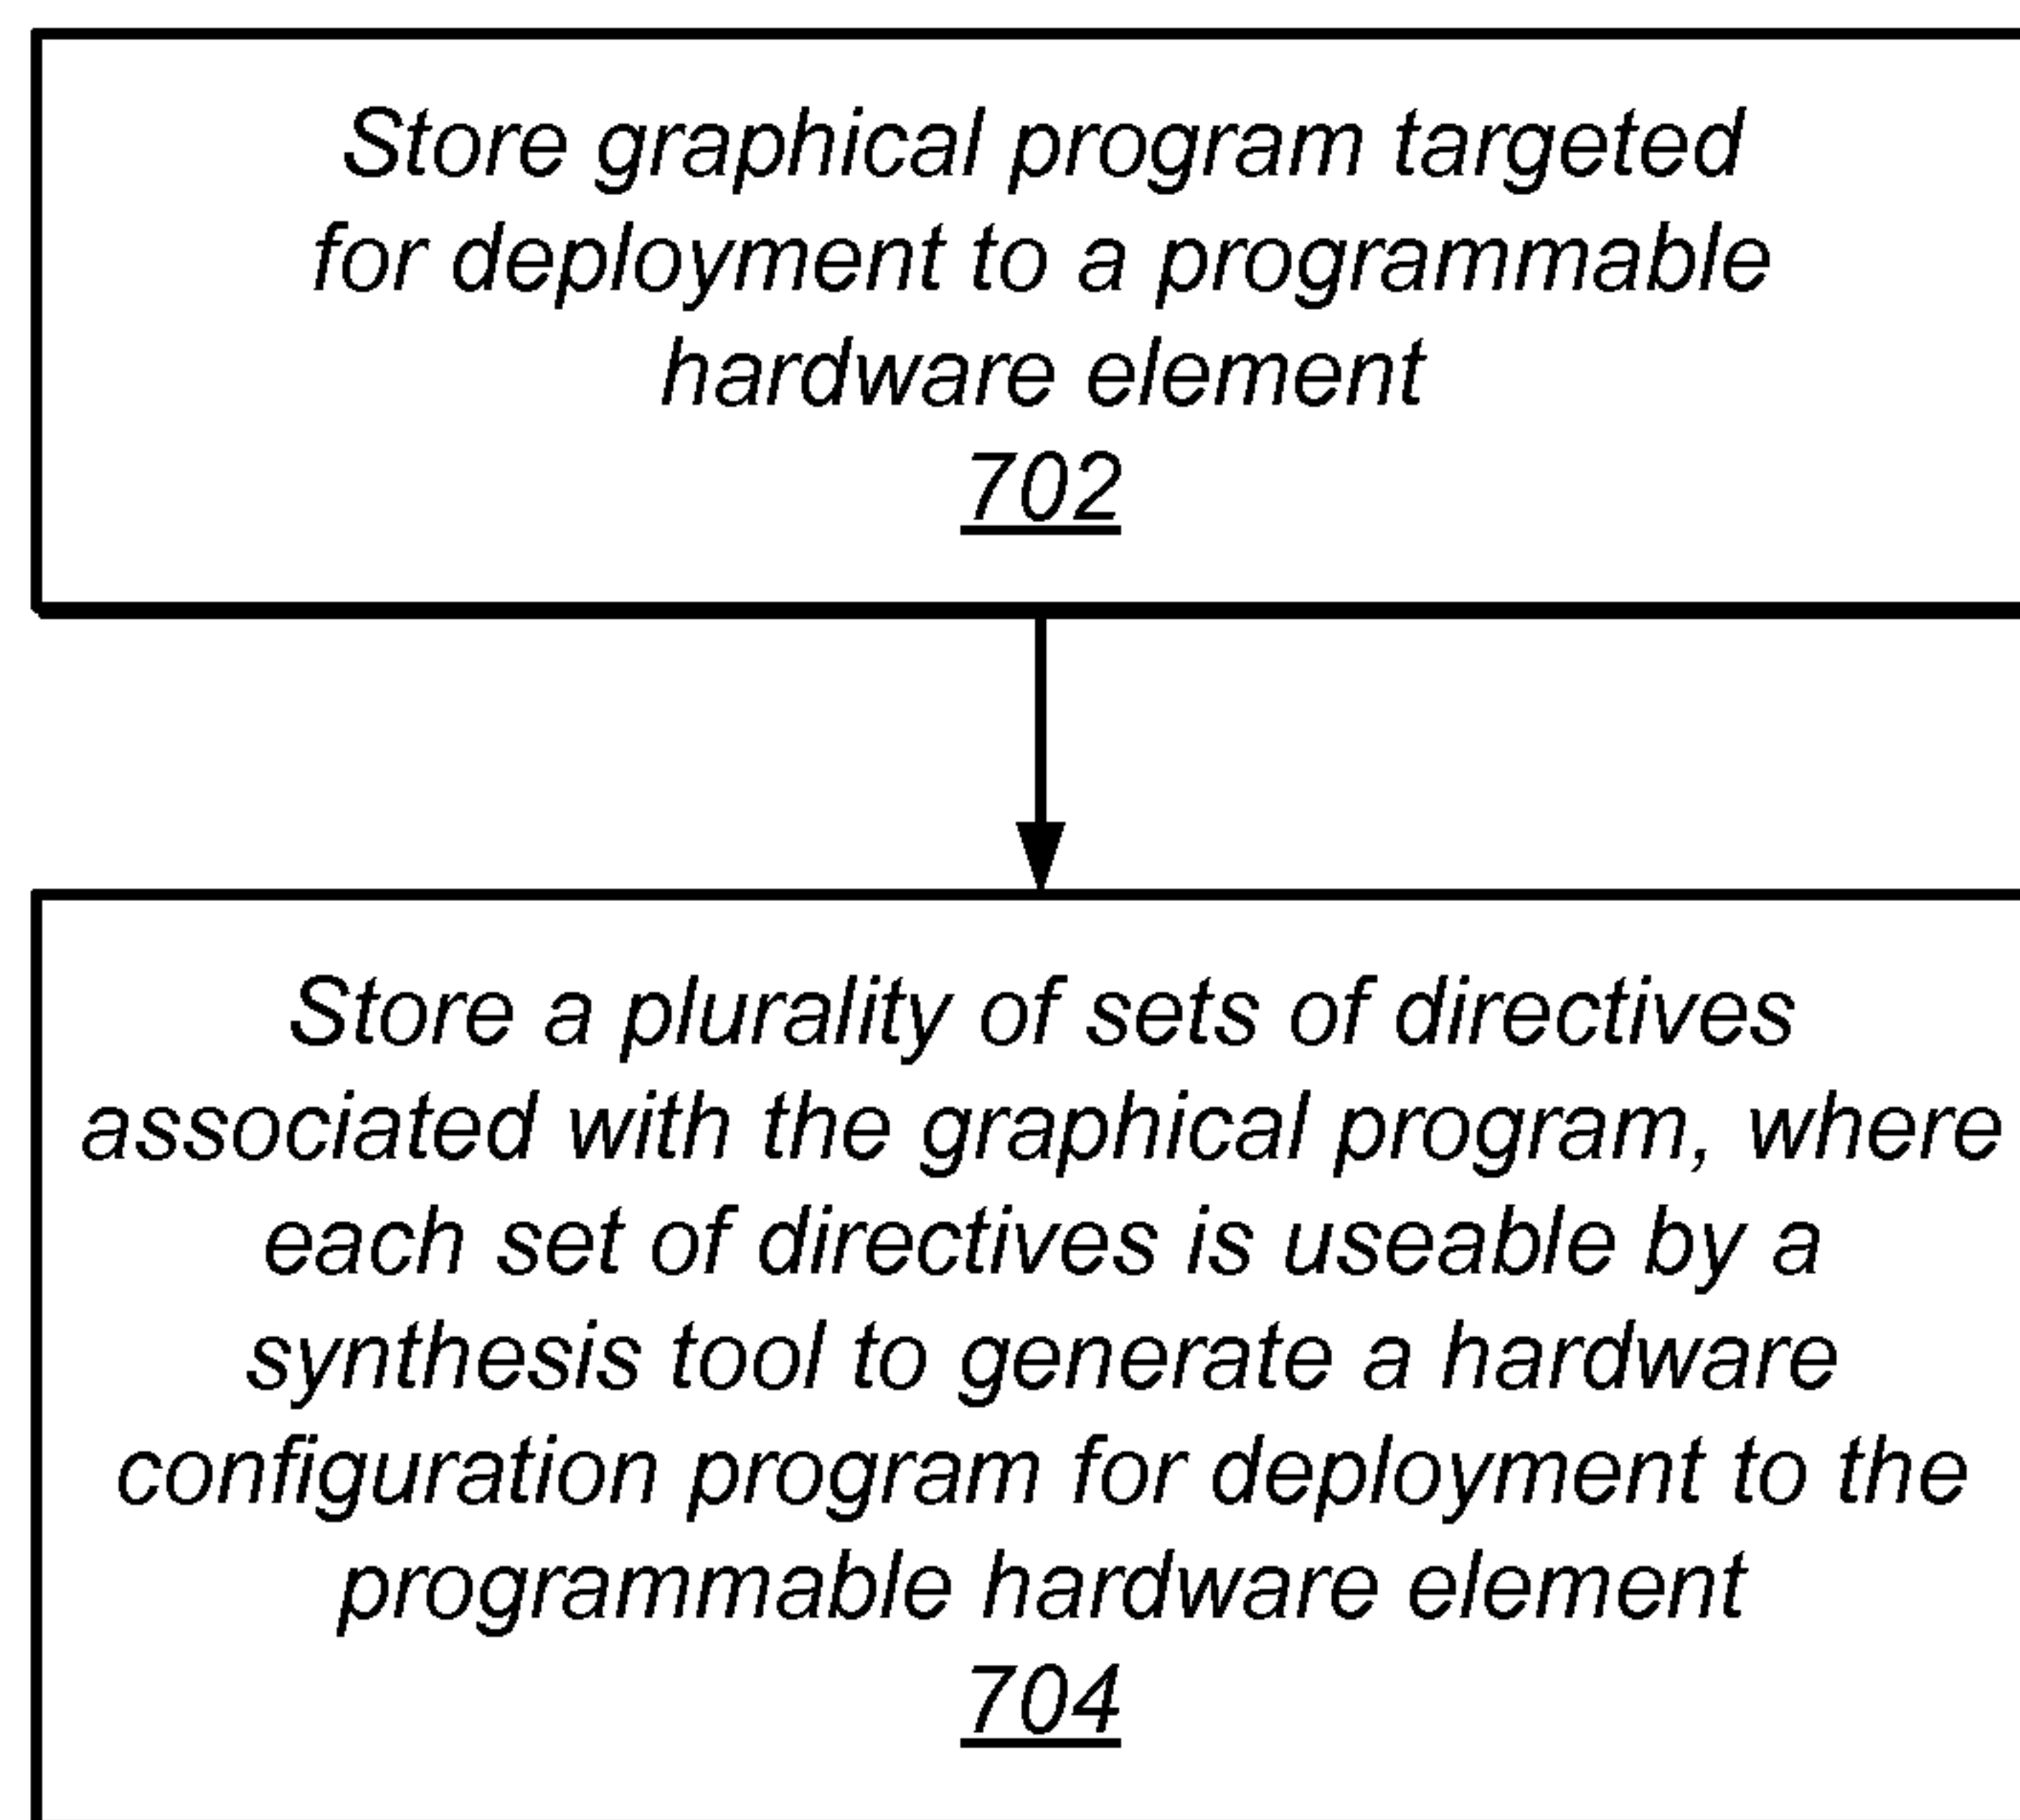 Store graphical program targeted
for deployment to a programmable
hardware element
702
Store a plurality of sets of directives
associated with the graphical program, where
each set of directives is useable by a
synthesis tool to generate a hardware
configuration program for deployment to the
programmable hardware element
704